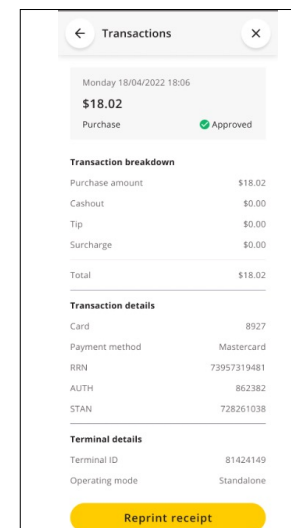 Transactions
Monday 18/04/2022 18:06
$18.02
Purchase Approved
Transaction breakdown
Purchase amount $18.02
Cashout $0.00
Tip $0.00
Surcharge $0.00
Total $18.02
Transaction details
Card 8927
Payment method Mastercard
RRN 73957319481
AUTH 862382
STAN 728261038
Terminal details
Terminal ID 81424149
Operating mode Standalone
Reprint receipt